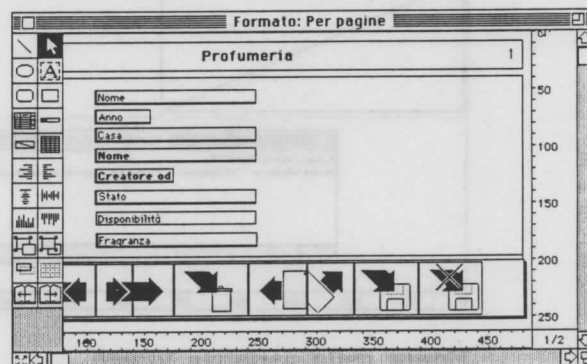 Formato: Per pagine
Profumeria 1
A
Nome
Anno
Casa
Nome
Creatore od
Stato
Disponibilità
Fragranza
50
100
150
200
250
100 150 200 250 300 350 400 450
1/2